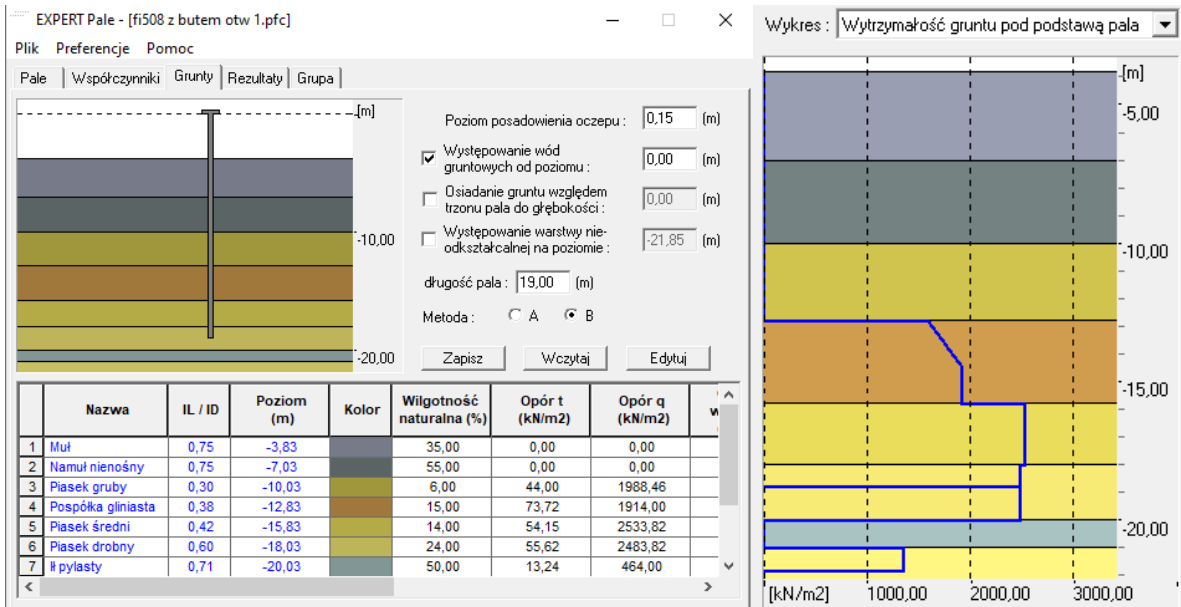 EXPERT Pale - [fi508 z butem otw 1.pfc]
Plik Preferencje Pomoc
Pale Współczynniki Grunty Rezultaty Grupa
[m]
-10,00
-20,00
Poziom posadowienia oczepu : 0,15 (m)
Występowanie wód
gruntowych od poziomu : 0,00 (m)
Osiadanie gruntu względem
trzonu pala do głębokości : 0,00 (m)
Występowanie warstwy nie-
odkształcalnej na poziomie : -21,85 (m)
długość pala : 19,00 (m)
Metoda : A B
Zapisz Wczytaj Edytuj
Nazwa IL / ID Poziom (m) Kolor Wilgotność naturalna (%) Opór t (kN/m2) Opór q (kN/m2)
1 Muł 0,75 -3,83 35,00 0,00 0,00
2 Namuł nienośny 0,75 -7,03 55,00 0,00 0,00
3 Piasek gruby 0,30 -10,03 6,00 44,00 1988,46
4 Pospółka gliniasta 0,38 -12,83 15,00 73,72 1914,00
5 Piasek średni 0,42 -15,83 14,00 54,15 2533,82
6 Piasek drobny 0,60 -18,03 24,00 55,62 2483,82
7 Ił pylasty 0,71 -20,03 50,00 13,24 464,00
Wykres : Wytrzymałość gruntu pod podstawą pala
[m]
-5,00
-10,00
-15,00
-20,00
[kN/m2] 1000,00 2000,00 3000,00